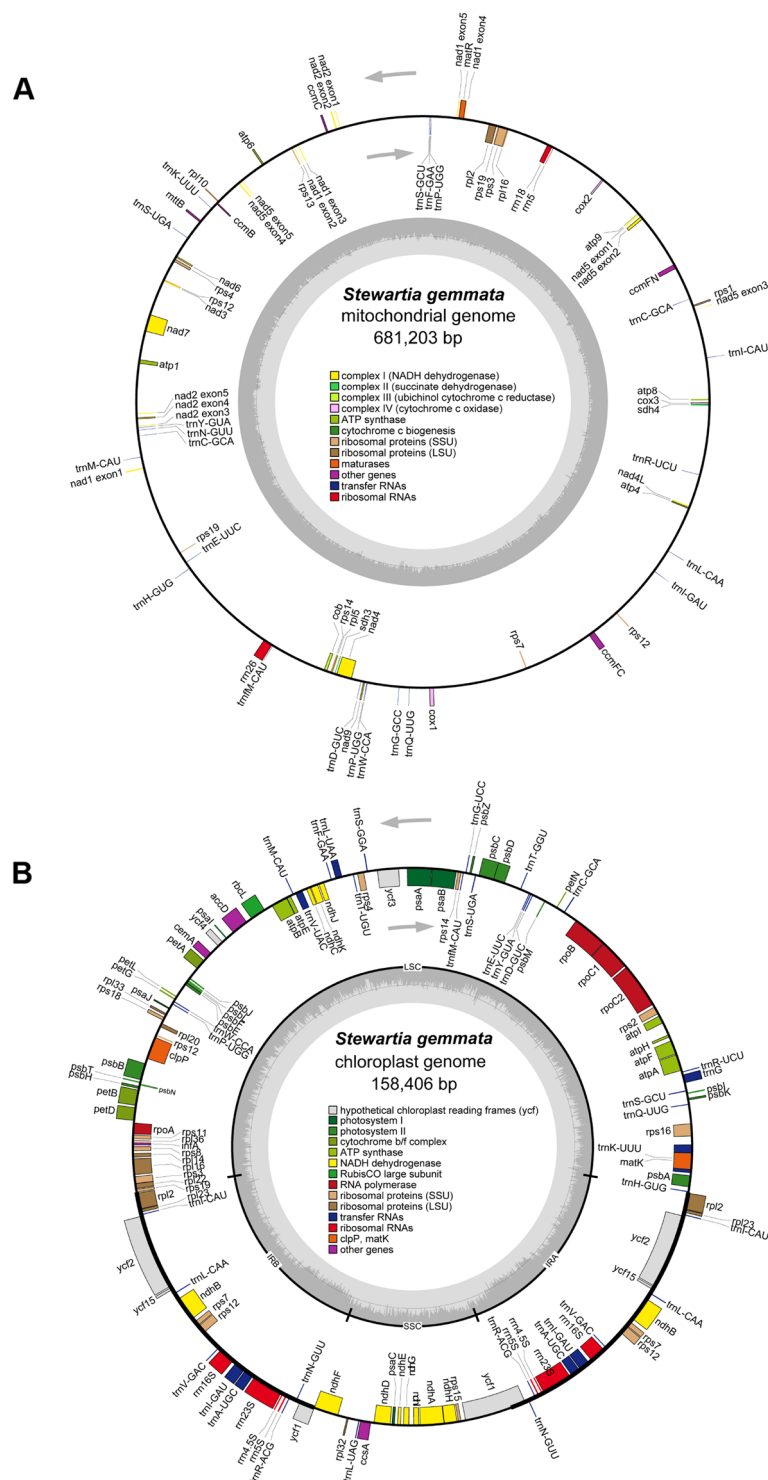 A
nad1 exon5
matR
nad1 exon4
nad2 exon1
nad2 exon2
ccmC
atp6
rpl10
trnK-UUU
mttB
trnS-UGA
ccmB
nad5 exon5
nad5 exon4
nad1 exon3
nad1 exon2
rps13
trnS-GCU
trnF-GAA
trnP-UGG
rpl2
rps19
rps3
rpl16
rrn18
rrn5
cox2
atp9
nad5 exon1
nad5 exon2
ccmFN
trnC-GCA
rps1
nad5 exon3
trnI-CAU
atp8
cox3
sdh4
trnR-UCU
nad4L
atp4
trnL-CAA
trnI-GAU
rps12
ccmFC
rps7
cox1
trnQ-UUG
trnG-GCC
trnW-CCA
trnP-UGG
nad9
trnD-GUC
cob
rps14
rpl5
sdh3
nad4
rrn26
trnfM-CAU
trnH-GUG
trnE-UUC
rps19
nad1 exon1
trnM-CAU
trnC-GCA
trnN-GUU
trnY-GUA
nad2 exon3
nad2 exon4
nad2 exon5
atp1
nad7
nad3
rps12
rps4
nad6
Stewartia gemmata
mitochondrial genome
681,203 bp
complex I (NADH dehydrogenase)
complex II (succinate dehydrogenase)
complex III (ubichinol cytochrome c reductase)
complex IV (cytochrome c oxidase)
ATP synthase
cytochrome c biogenesis
ribosomal proteins (SSU)
ribosomal proteins (LSU)
maturases
other genes
transfer RNAs
ribosomal RNAs
B
trnG-UCC
psbZ
psbC
psbD
trnT-GGU
petN
trnC-GCA
trnS-GGA
trnL-UAA
trnF-GAA
trnM-CAU
rbcL
accD
psaI
ycf4
cemA
petA
petL
petG
psaJ
rpl33
rps18
rpl20
rps12
clpP
psbB
psbT
psbH
psbN
petB
petD
rpoA
rps11
rpl36
infA
rps8
rpl14
rpl16
rps3
rpl22
rps19
rpl2
rpl23
trnI-CAU
atpB
atpE
trnV-UAC
ndhC
ndhK
ndhJ
trnT-UGU
rps4
ycf3
psaA
psaB
rps14
trnfM-CAU
trnS-UGA
trnE-UUC
trnY-GUA
trnD-GUC
psbM
rpoB
rpoC1
rpoC2
rps2
atpI
atpH
atpF
atpA
trnR-UCU
trnG
trnS-GCU
psbI
psbK
trnQ-UUG
rps16
trnK-UUU
matK
psbA
trnH-GUG
rpl2
rpl23
trnI-CAU
psbJ
psbL
psbF
psbE
trnW-CCA
trnP-UGG
LSC
IRB
IRA
SSC
Stewartia gemmata
chloroplast genome
158,406 bp
hypothetical chloroplast reading frames (ycf)
photosystem I
photosystem II
cytochrome b/f complex
ATP synthase
NADH dehydrogenase
RubisCO large subunit
RNA polymerase
ribosomal proteins (SSU)
ribosomal proteins (LSU)
transfer RNAs
ribosomal RNAs
clpP, matK
other genes
ycf2
ycf15
trnL-CAA
ndhB
rps7
rps12
trnV-GAC
rrn16S
trnI-GAU
trnA-UGC
rrn23S
rrn4.5S
rrn5S
trnR-ACG
trnN-GUU
ycf1
ndhF
rpl32
trnL-UAG
ccsA
ndhD
psaC
ndhE
ndhG
ndhI
ndhA
ndhH
rps15
ycf1
trnN-GUU
trnR-ACG
rrn5S
rrn4.5S
rrn23S
trnA-UGC
trnI-GAU
rrn16S
trnV-GAC
rps12
rps7
ndhB
trnL-CAA
ycf15
ycf2